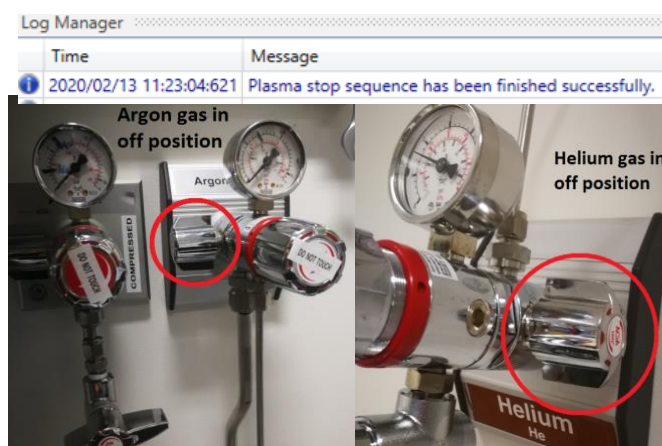 Log Manager
Time Message
2020/02/13 11:23:04:621 Plasma stop sequence has been finished successfully.
Argon gas in
off position
Argon
DO NOT TOUCH
COMPRESSED
DO NOT TOUCH
Helium gas in
off position
Helium
He